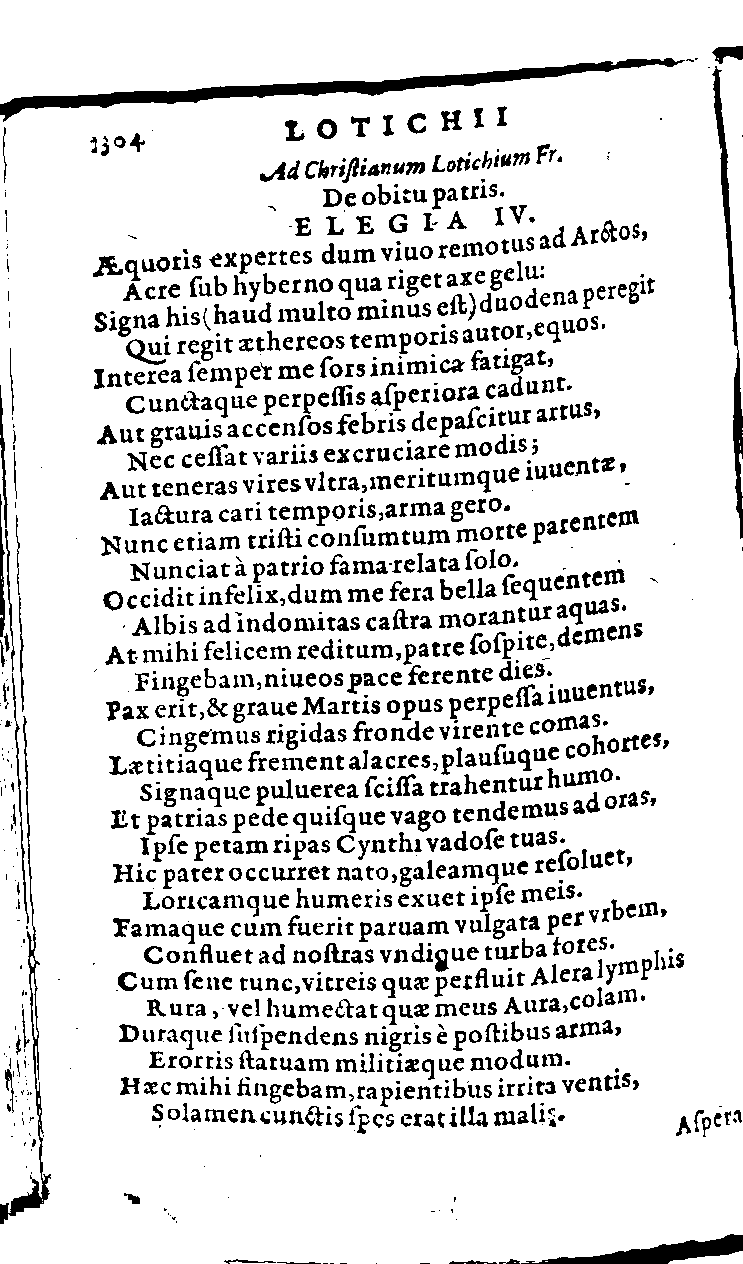 1304 LOTICHII
Ad Chriſtianum Lotichium Fr.
De obitu patris.
ELEGIA IV.
Æquoris expertes dum viuo remotus ad Arctos,
Acre ſub hyberno qua riget axe gelu:
Signa his(haud multo minus eſt)duodena peregit
Qui regit æthereos temporis autor,equos.
Interea ſemper me ſors inimica fatigat,
Cunctaque perpeſſis aſperiora cadunt.
Aut grauis accenſos febris depaſcitur artus,
Nec ceſſat variis excruciare modis;
Aut teneras vires vltra,meritumque iuuentæ,
Iactura cari temporis,arma gero.
Nunc etiam triſti conſumtum morte parentem
Nunciat à patrio fama relata ſolo.
Occidit infelix,dum me fera bella ſequentem
Albis ad indomitas caſtra morantur aquas.
At mihi felicem reditum,patre ſoſpite,demens
Fingebam,niueos pace ferente dies.
Pax erit,& graue Martis opus perpeſſa iuuentus,
Cingemus rigidas fronde virente comas.
Lætitiaque frement alacres,plauſuque cohortes,
Signaque puluerea ſciſſa trahentur humo.
Et patrias pede quiſque vago tendemus ad oras,
Ipſe petam ripas Cynthi vadoſe tuas.
Hic pater occurret nato,galeamque reſoluet,
Loricamque humeris exuet ipſe meis.
Famaque cum fuerit paruam vulgata per vrbem,
Confluet ad noſtras vndique turba fores.
Cum ſene tunc,vitreis quæ perfluit Alera lymphis
Rura, vel humectat quæ meus Aura,colam.
Duraque ſuſpendens nigris è poſtibus arma,
Erorris ſtatuam militiæque modum.
Hæc mihi fingebam,rapientibus irrita ventis,
Solamen cunctis ſpes erat illa malis.
Aſpera